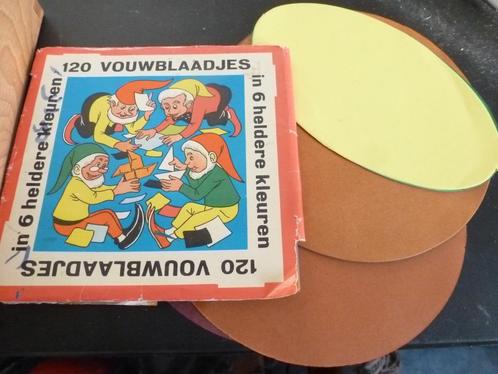 120 VOUWBLAADJES
in 6 heldere kleuren
120 VOUWBLAADJES
in 6 heldere kleuren